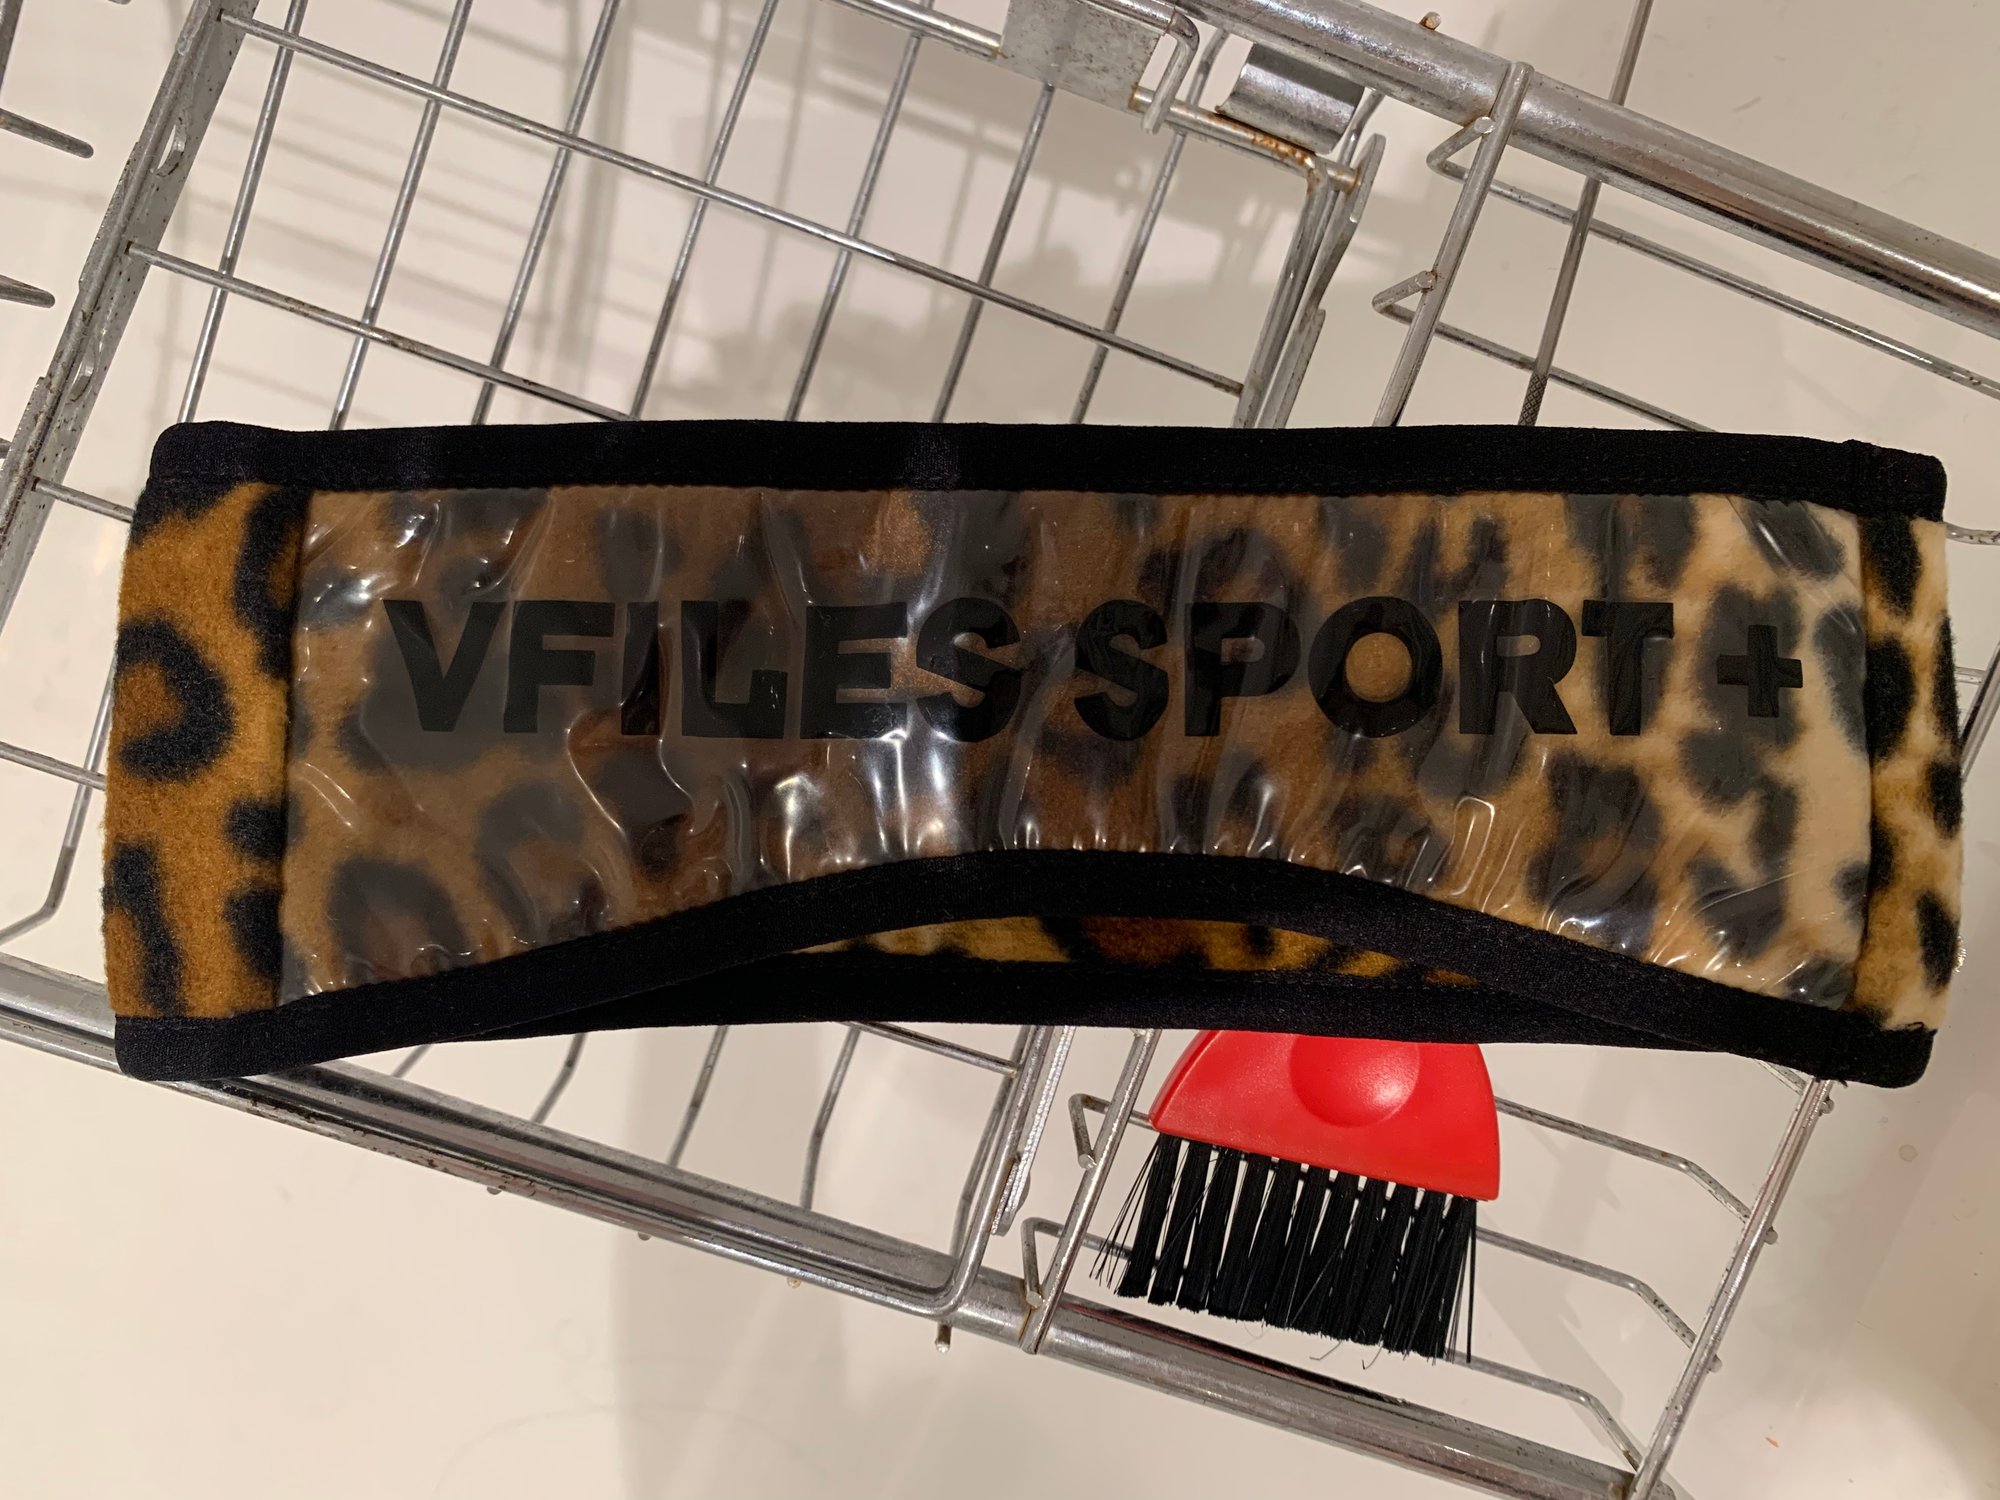 VFILES SPORT +